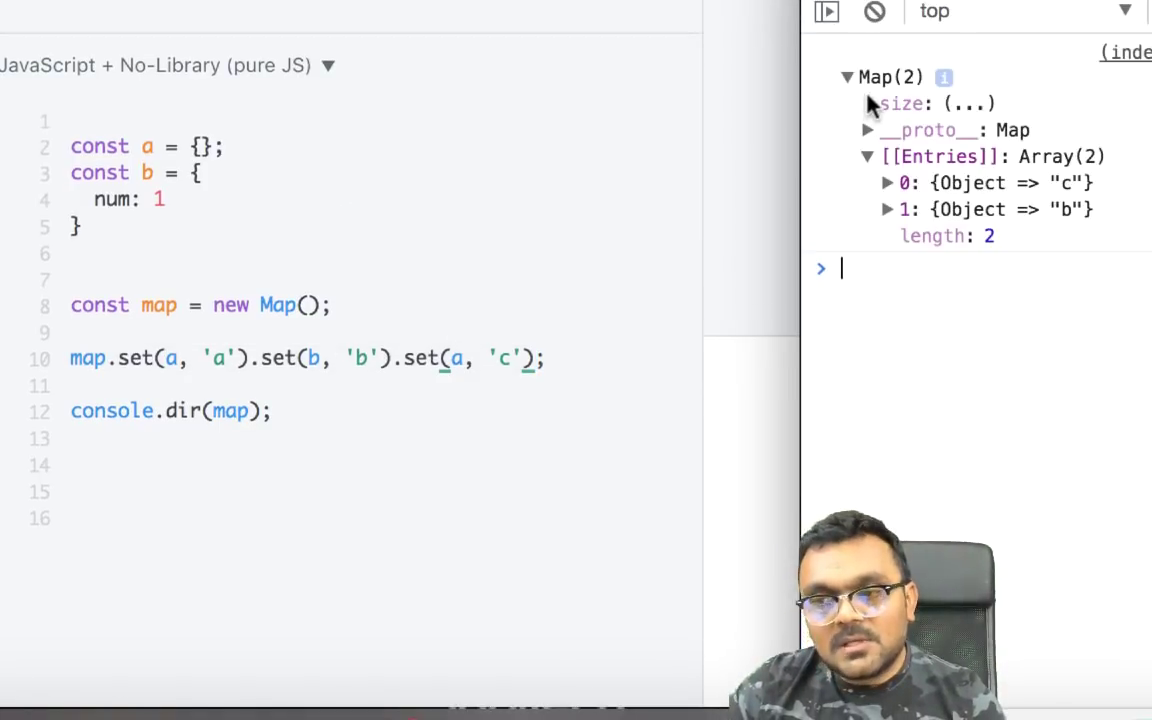 JavaScript + No-Library (pure JS) ▼
1
2 const a = {};
3 const b = {
4 num: 1
5 }
6
7
8 const map = new Map();
9
10 map.set(a, 'a').set(b, 'b').set(a, 'c');
11
12 console.dir(map);
13
14
15
16
top ▼
(inde
▼ Map(2) i
size: (...)
▶ __proto__: Map
▼ [[Entries]]: Array(2)
▶ 0: {Object => "c"}
▶ 1: {Object => "b"}
length: 2
>